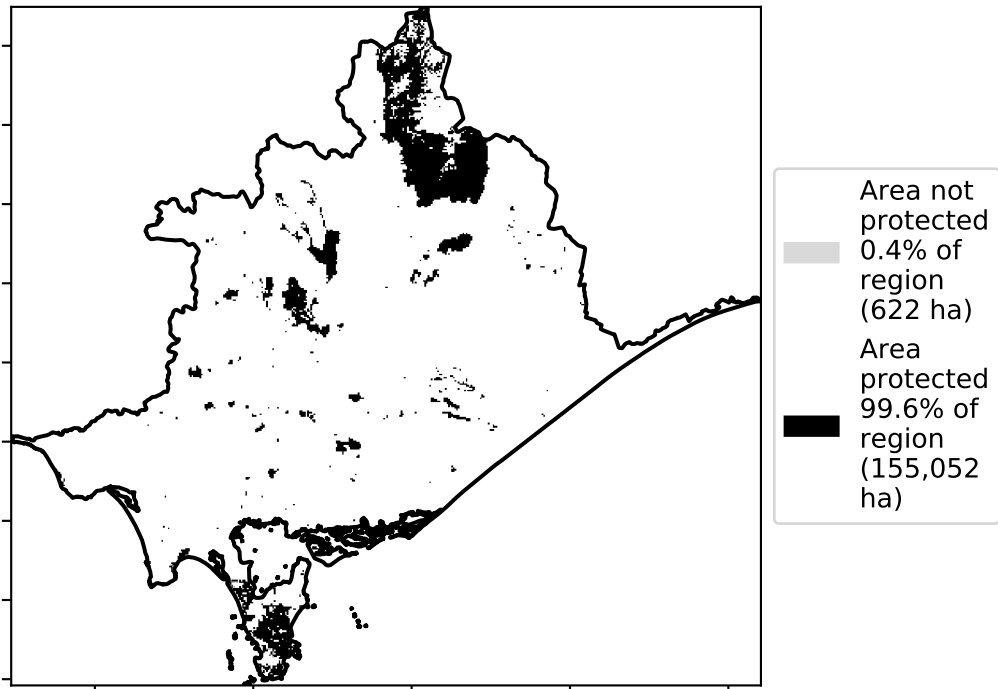 Area not
protected
0.4% of
region
(622 ha)
Area
protected
99.6% of
region
(155,052
ha)